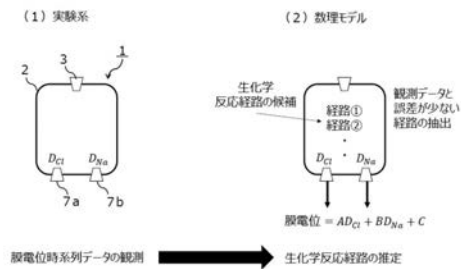 (1) 実験系
(2) 数理モデル
3
1
2
D_Cl
D_Na
7a
7b
生化学
反応経路の候補
経路①
経路②
・
・
観測データと
誤差が少ない
経路の抽出
D_Cl
D_Na
膜電位 = AD_Cl + BD_Na + C
膜電位時系列データの観測
生化学反応経路の推定